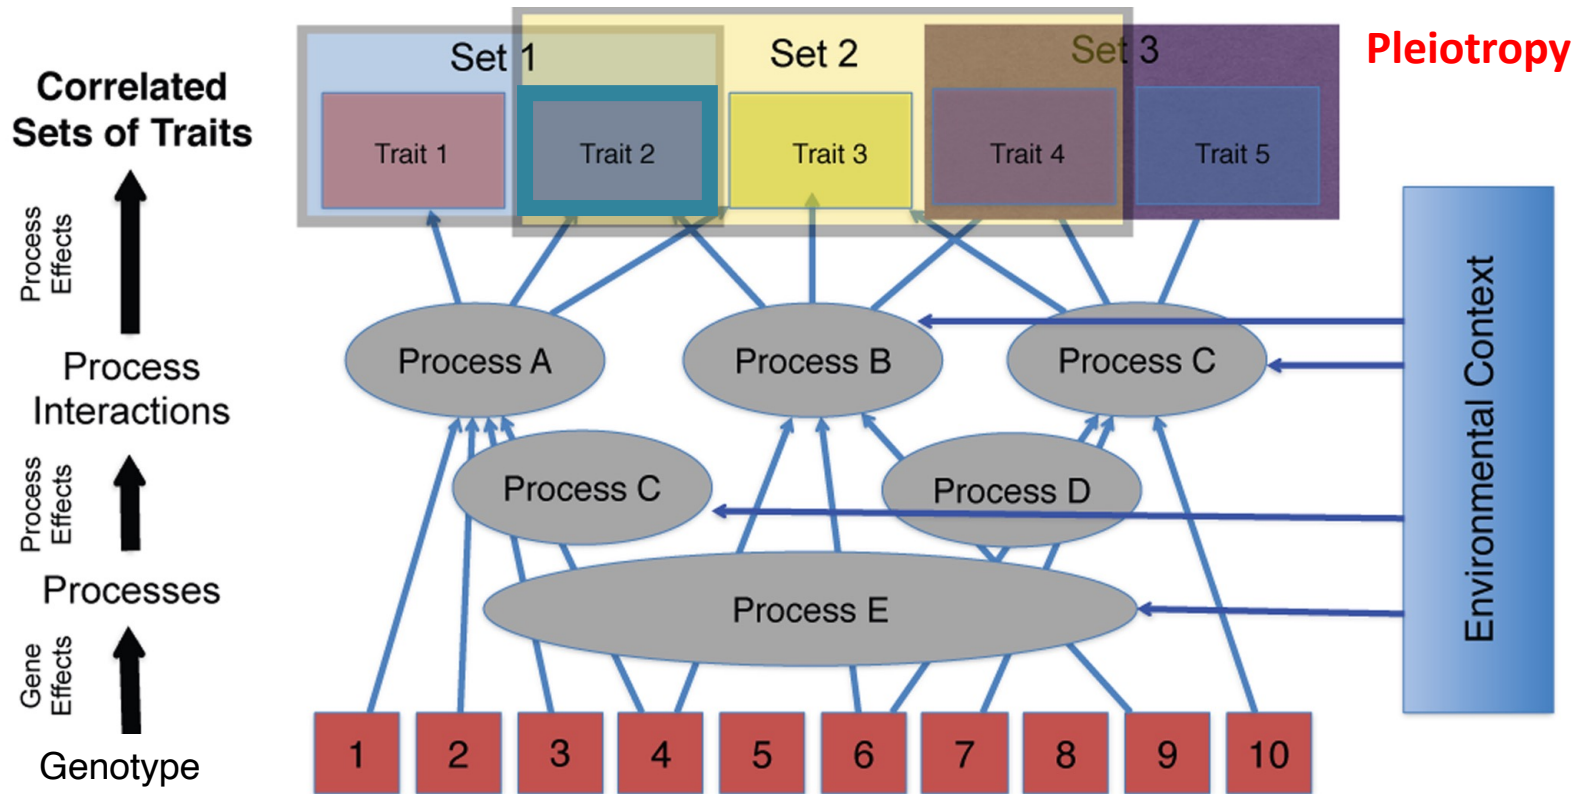 Pleiotropy
Set 1
Set 2
Set 3
Correlated
Sets of Traits
Trait 1
Trait 2
Trait 3
Trait 4
Trait 5
Process
Effects
Process
Interactions
Process A
Process B
Process C
Environmental Context
Process
Effects
Process C
Process D
Processes
Process E
Gene
Effects
Genotype
1
2
3
4
5
6
7
8
9
10